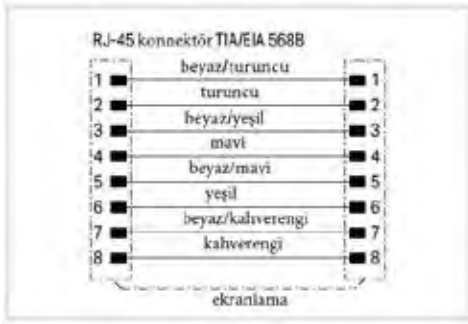 RJ-45 konnektör TIA/EIA 568B
beyaz/turuncu
1 1
turuncu
2 2
beyaz/yeşil
3 3
mavi
4 4
beyaz/mavi
5 5
yeşil
6 6
beyaz/kahverengi
7 7
kahverengi
8 8
ekranlama